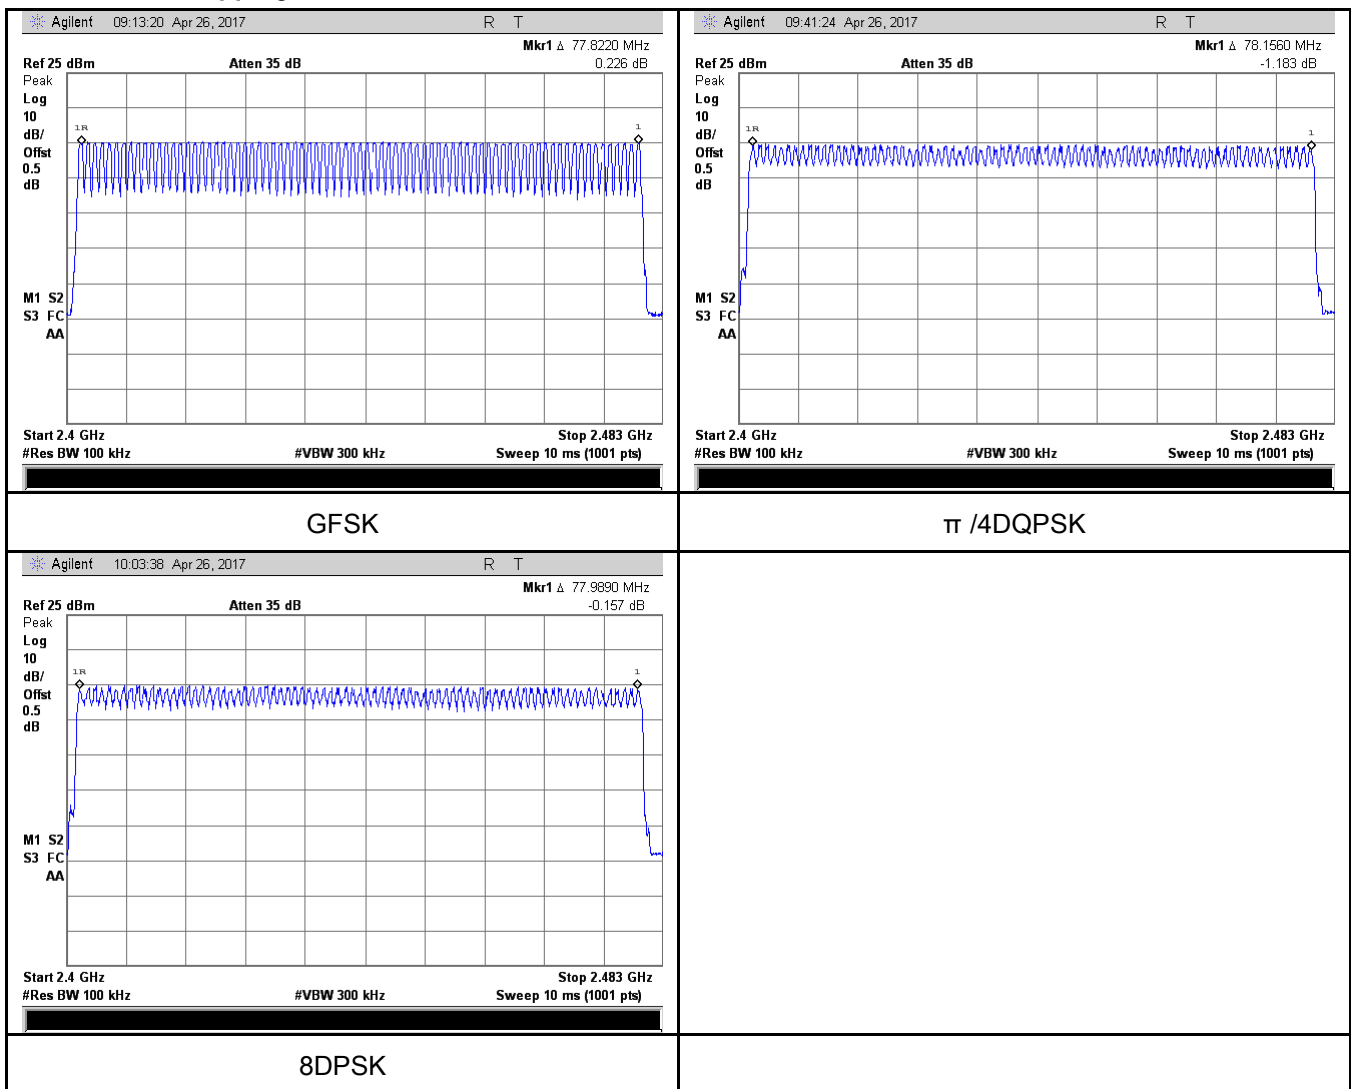 Agilent 09:13:20 Apr 26, 2017 R T
Mkr1 Δ 77.8220 MHz
Ref 25 dBm Atten 35 dB 0.226 dB
Peak
Log
10
dB/
Offst
0.5
dB
1R
1
M1 S2
S3 FC
AA
Start 2.4 GHz Stop 2.483 GHz
#Res BW 100 kHz #VBW 300 kHz Sweep 10 ms (1001 pts)
GFSK
Agilent 09:41:24 Apr 26, 2017 R T
Mkr1 Δ 78.1560 MHz
Ref 25 dBm Atten 35 dB -1.183 dB
Peak
Log
10
dB/
Offst
0.5
dB
1R
1
M1 S2
S3 FC
AA
Start 2.4 GHz Stop 2.483 GHz
#Res BW 100 kHz #VBW 300 kHz Sweep 10 ms (1001 pts)
π /4DQPSK
Agilent 10:03:38 Apr 26, 2017 R T
Mkr1 Δ 77.9890 MHz
Ref 25 dBm Atten 35 dB -0.157 dB
Peak
Log
10
dB/
Offst
0.5
dB
1R
1
M1 S2
S3 FC
AA
Start 2.4 GHz Stop 2.483 GHz
#Res BW 100 kHz #VBW 300 kHz Sweep 10 ms (1001 pts)
8DPSK